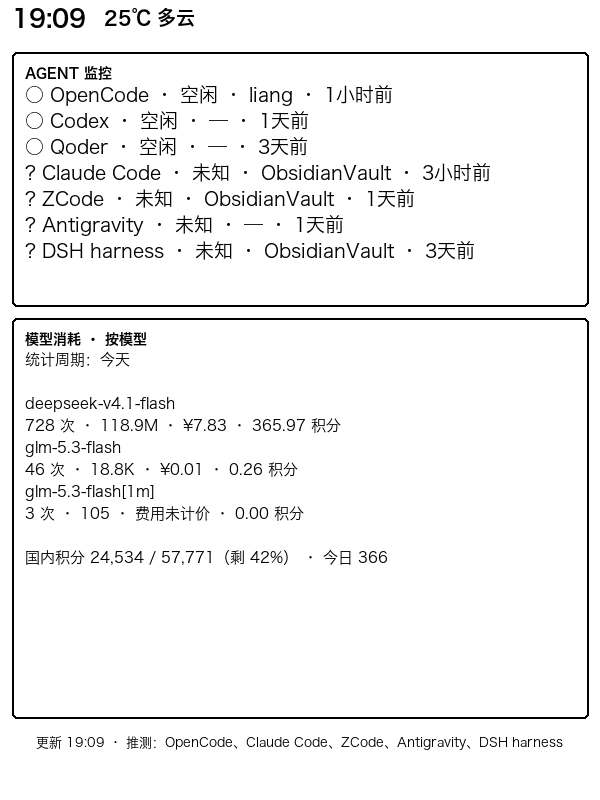 19:09 25℃ 多云
AGENT 监控
○ OpenCode · 空闲 · liang · 1小时前
○ Codex · 空闲 · — · 1天前
○ Qoder · 空闲 · — · 3天前
? Claude Code · 未知 · ObsidianVault · 3小时前
? ZCode · 未知 · ObsidianVault · 1天前
? Antigravity · 未知 · — · 1天前
? DSH harness · 未知 · ObsidianVault · 3天前
模型消耗 · 按模型
统计周期：今天
deepseek-v4.1-flash
728 次 · 118.9M · ¥7.83 · 365.97 积分
glm-5.3-flash
46 次 · 18.8K · ¥0.01 · 0.26 积分
glm-5.3-flash[1m]
3 次 · 105 · 费用未计价 · 0.00 积分
国内积分 24,534 / 57,771（剩 42%） · 今日 366
更新 19:09 · 推测：OpenCode、Claude Code、ZCode、Antigravity、DSH harness